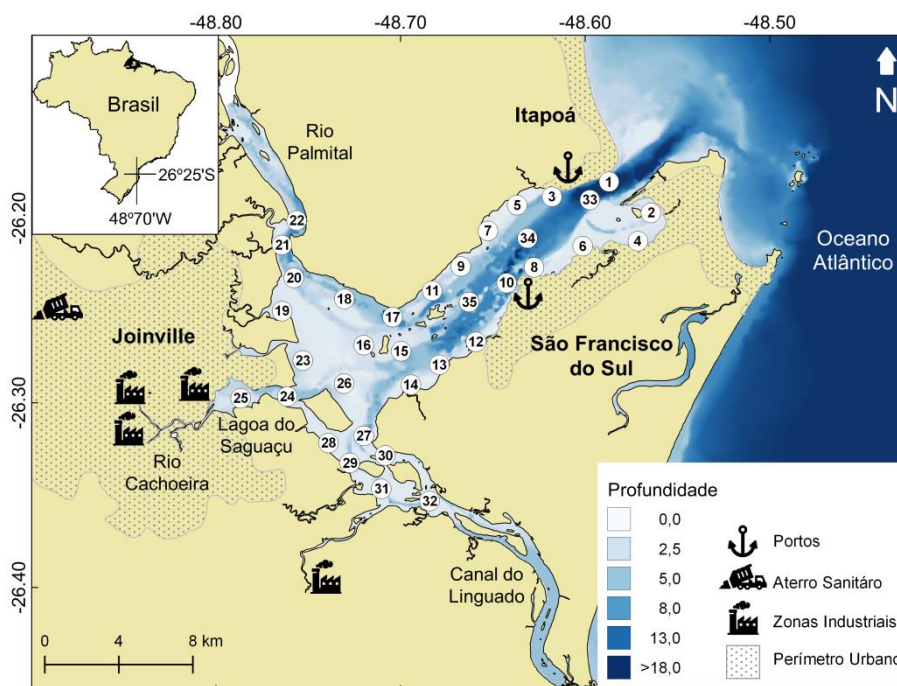 -48.80
-48.70
-48.60
-48.50
Brasil
26°25'S
48°70'W
Rio
Palmital
Itapoá
N
-26.20
-26.30
-26.40
1
2
3
4
5
6
7
8
9
10
11
12
13
14
15
16
17
18
19
20
21
22
23
24
25
26
27
28
29
30
31
32
33
34
35
Oceano
Atlântico
Joinville
São Francisco
do Sul
Lagoa do
Saguaçu
Rio
Cachoeira
Canal do
Linguado
0
4
8 km
Profundidade
0,0
2,5
5,0
8,0
13,0
>18,0
Portos
Aterro Sanitáro
Zonas Industriais
Perímetro Urbano